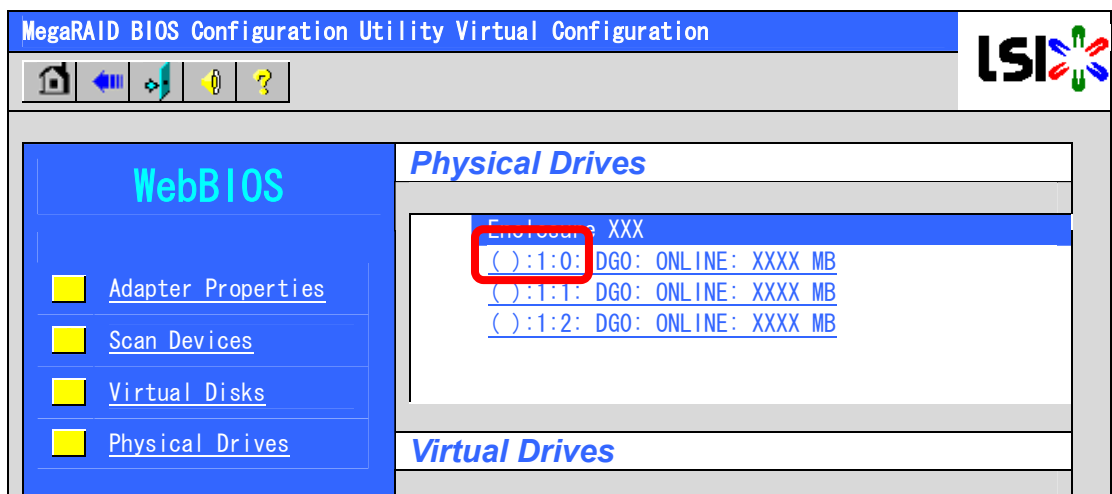 MegaRAID BIOS Configuration Utility Virtual Configuration
LSI
WebBIOS
Adapter Properties
Scan Devices
Virtual Disks
Physical Drives
Physical Drives
Enclosure XXX
( ):1:0: DG0: ONLINE: XXXX MB
( ):1:1: DG0: ONLINE: XXXX MB
( ):1:2: DG0: ONLINE: XXXX MB
Virtual Drives